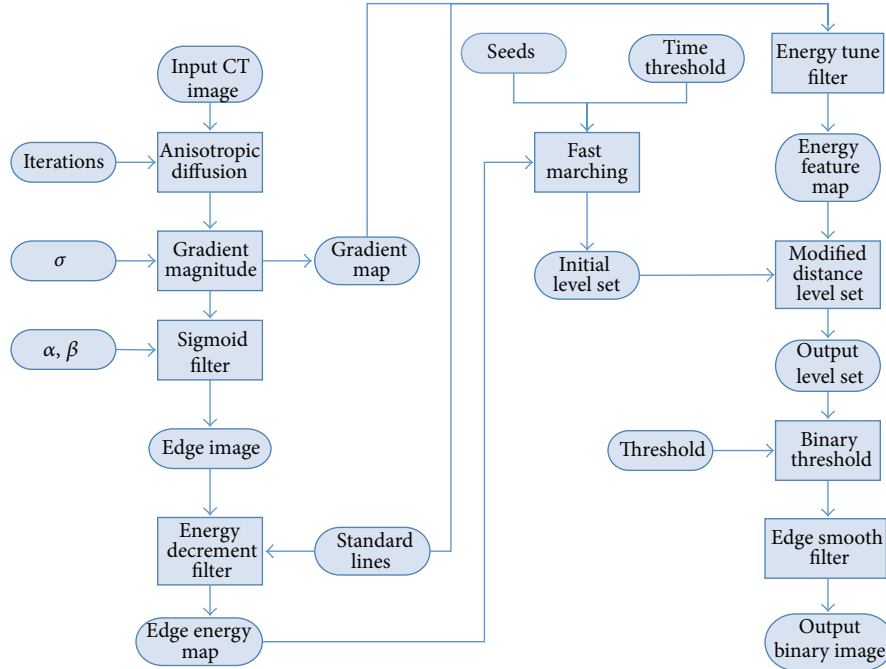 Input CT
image
Iterations
Anisotropic
diffusion
σ
Gradient
magnitude
Gradient
map
α, β
Sigmoid
filter
Edge image
Energy
decrement
filter
Standard
lines
Edge energy
map
Seeds
Time
threshold
Fast
marching
Initial
level set
Energy tune
filter
Energy
feature
map
Modified
distance
level set
Output
level set
Threshold
Binary
threshold
Edge smooth
filter
Output
binary image